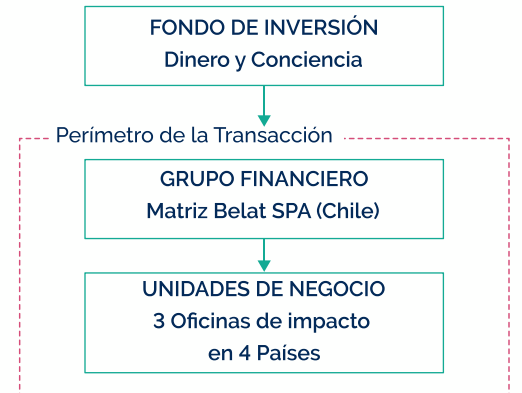 FONDO DE INVERSIÓN
Dinero y Conciencia
Perímetro de la Transacción
GRUPO FINANCIERO
Matriz Belat SPA (Chile)
UNIDADES DE NEGOCIO
3 Oficinas de impacto
en 4 Países